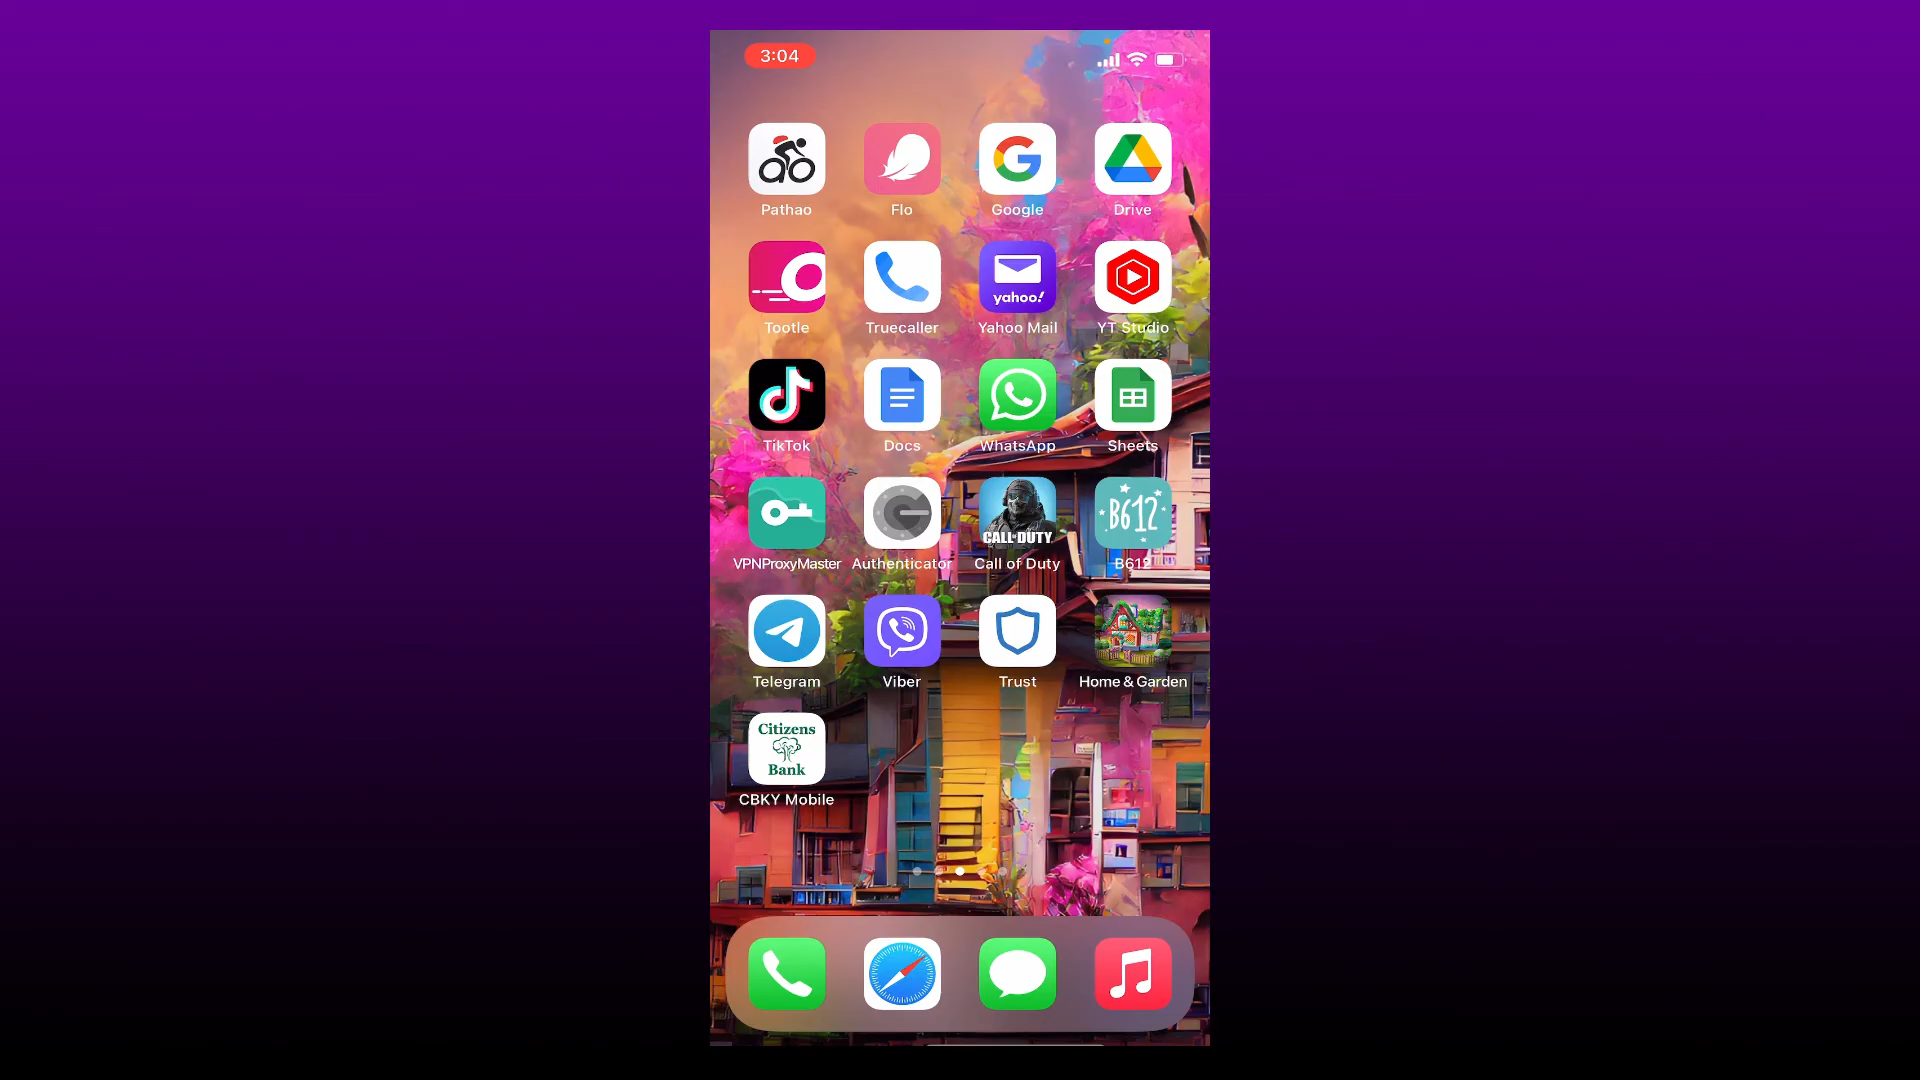 3:04
Pathao
Flo
Google
Drive
yahoo!
Tootle
Truecaller
Yahoo Mail
YT Studio
TikTok
Docs
WhatsApp
Sheets
CALL OF DUTY
B612
VPNProxyMaster
Authenticator
Call of Duty
B612
Telegram
Viber
Trust
Home & Garden
Citizens
Bank
CBKY Mobile